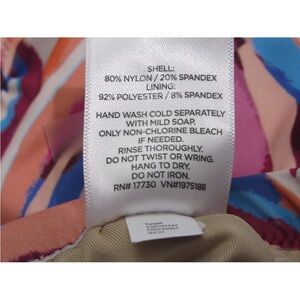 SHELL:
80% NYLON / 20% SPANDEX
LINING:
92% POLYESTER / 8% SPANDEX
HAND WASH COLD SEPARATELY
WITH MILD SOAP.
ONLY NON-CHLORINE BLEACH IF
NEEDED.
RINSE THOROUGHLY.
DO NOT TWIST OR WRING.
HANG TO DRY.
DO NOT IRON.
RN# 17730 VN#1975188
Target